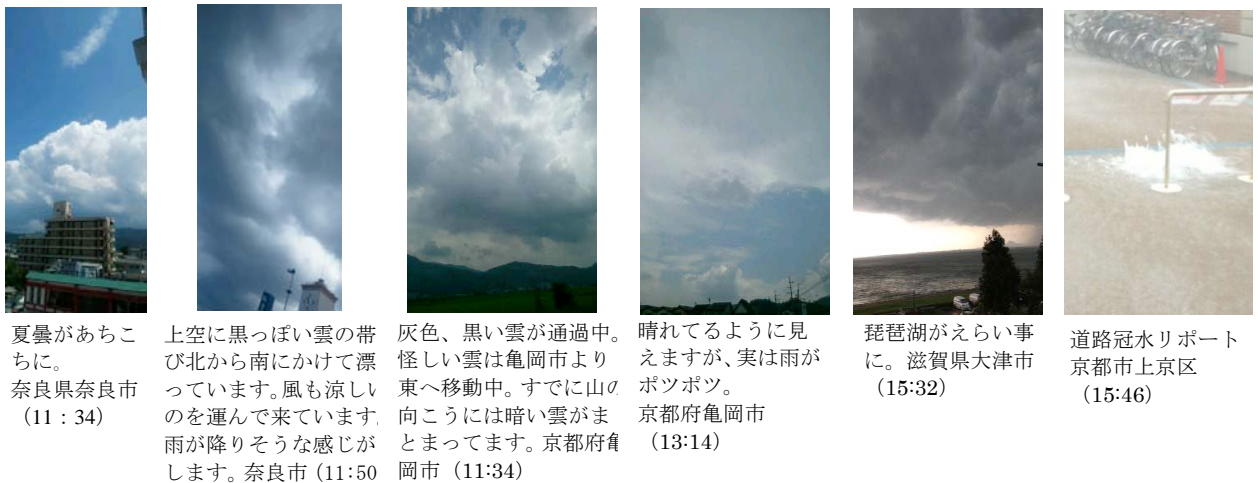 夏曇があちこ
ちに。
奈良県奈良市
（11：34）
上空に黒っぽい雲の帯
び北から南にかけて漂
っています。風も涼しい
のを運んで来ています。
雨が降りそうな感じが
します。奈良市（11:50
灰色、黒い雲が通過中。
怪しい雲は亀岡市より
東へ移動中。すでに山の
向こうには暗い雲がま
とまってます。京都府亀
岡市（11:34）
晴れてるように見
えますが、実は雨が
ポツポツ。
京都府亀岡市
（13:14）
琵琶湖がえらい事
に。滋賀県大津市
（15:32）
道路冠水リポート
京都市上京区
（15:46）